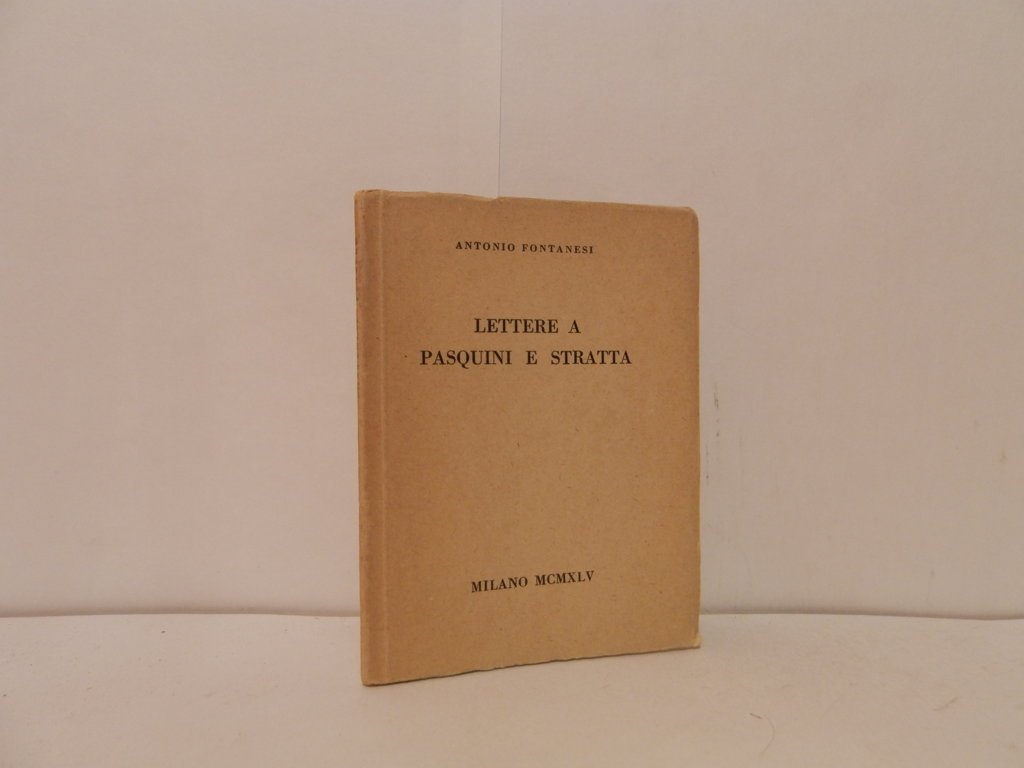 ANTONIO FONTANESI
LETTERE A
PASQUINI E STRATTA
MILANO MCMXLV